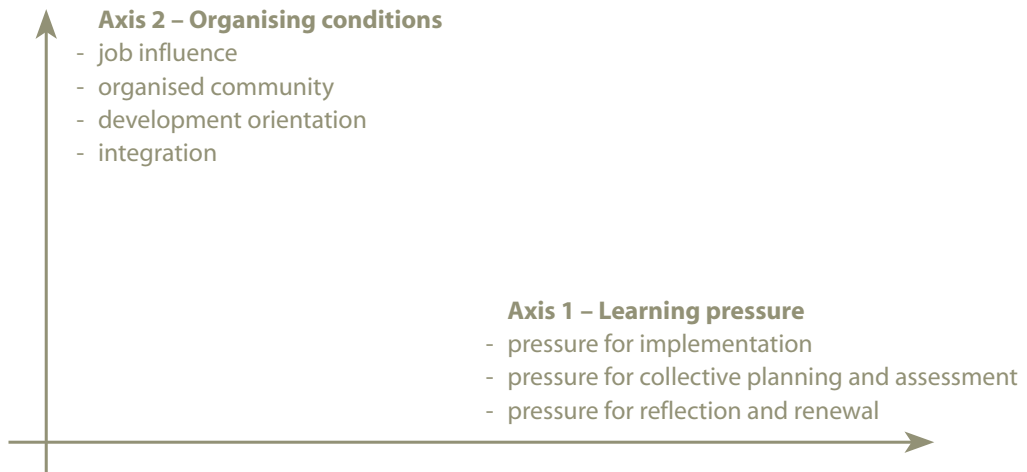 Axis 2 – Organising conditions
- job influence
- organised community
- development orientation
- integration
Axis 1 – Learning pressure
- pressure for implementation
- pressure for collective planning and assessment
- pressure for reflection and renewal